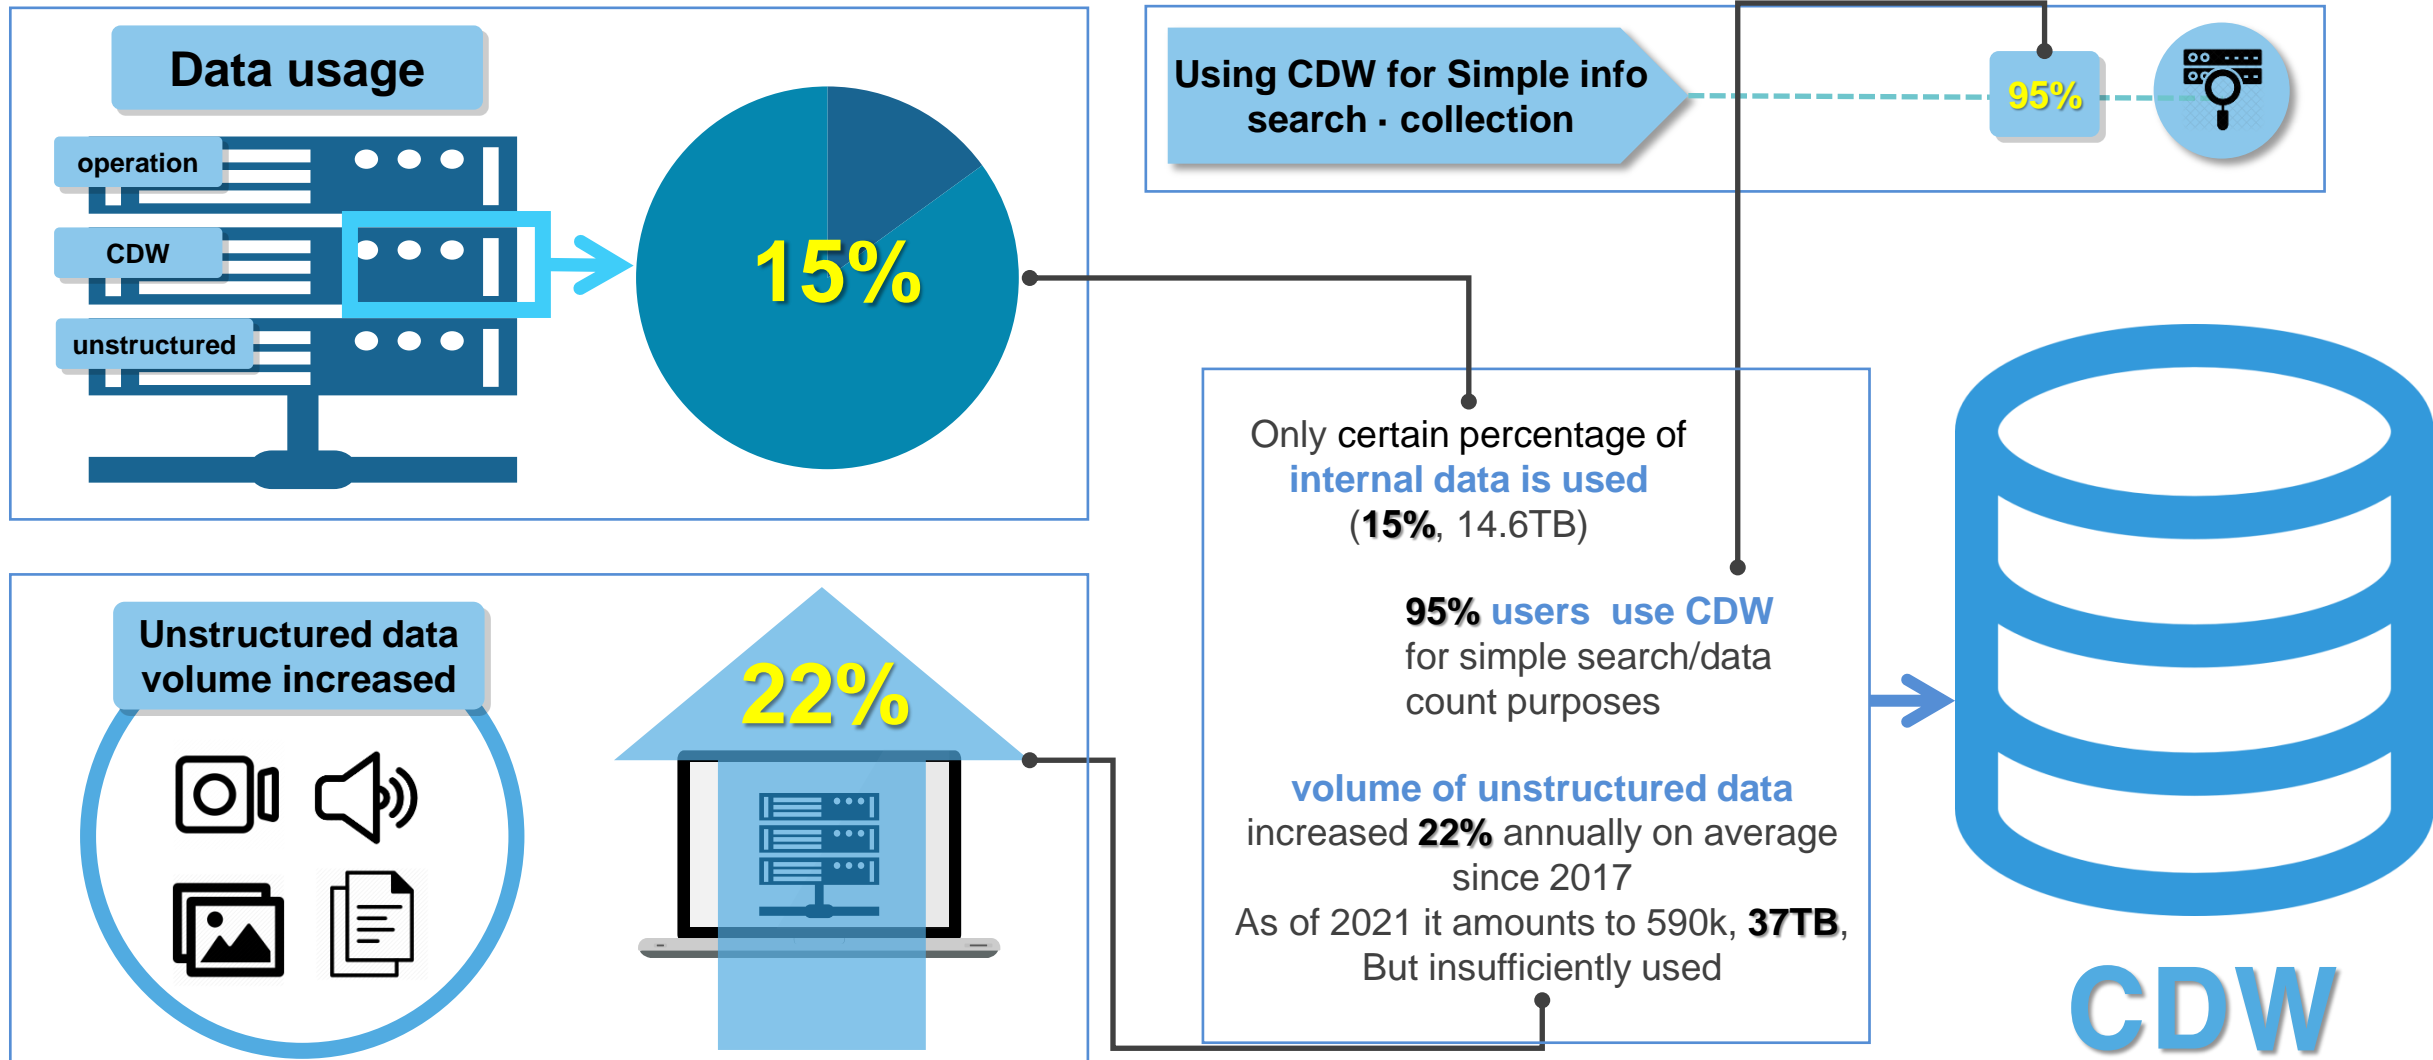 Data usage
operation
CDW
unstructured
15%
Using CDW for Simple info
search · collection
95%
Only certain percentage of
internal data is used
(15%, 14.6TB)
95% users  use CDW
for simple search/data
count purposes
volume of unstructured data
increased 22% annually on average
since 2017
As of 2021 it amounts to 590k, 37TB,
But insufficiently used
Unstructured data
volume increased
22%
CDW